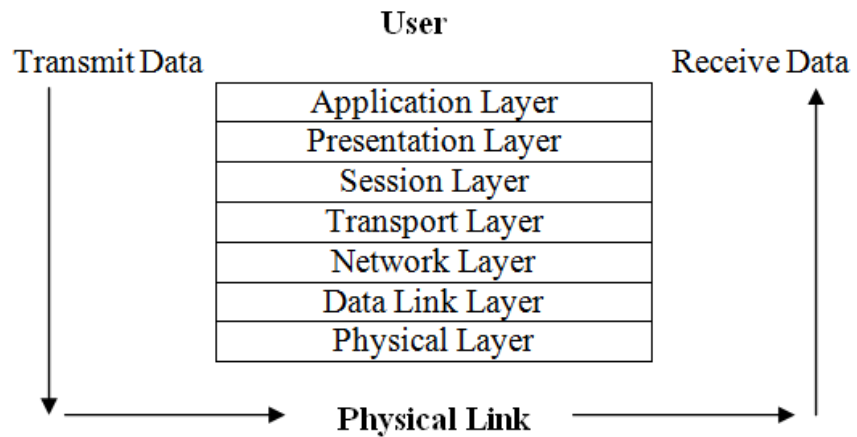 User
Transmit Data
Receive Data
Application Layer
Presentation Layer
Session Layer
Transport Layer
Network Layer
Data Link Layer
Physical Layer
Physical Link